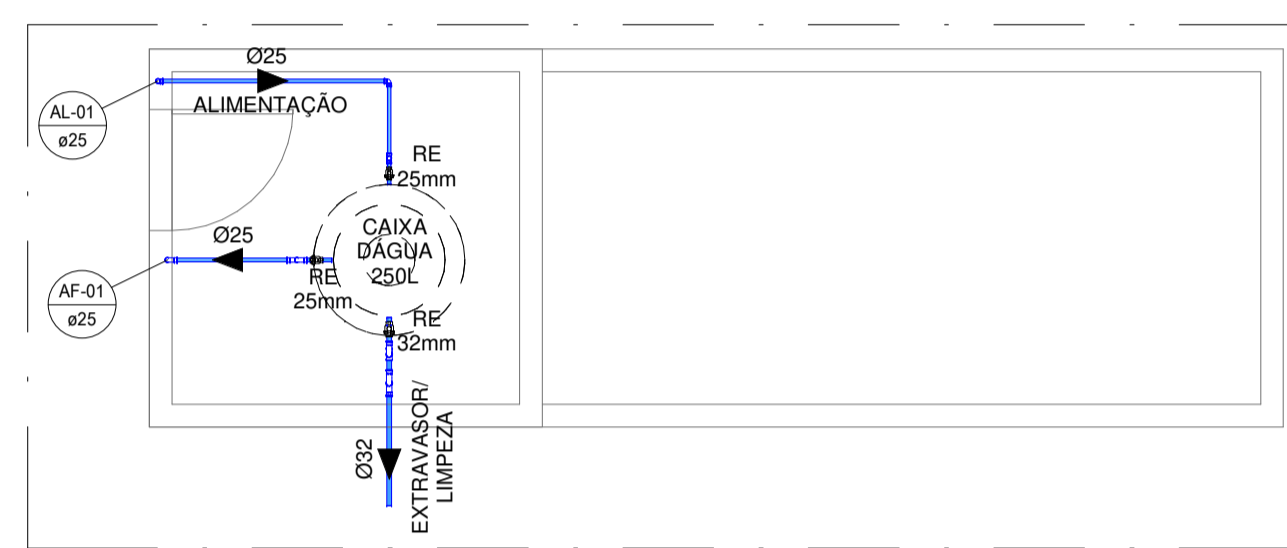 Ø25
ALIMENTAÇÃO
AL-01
ø25
RE
25mm
CAIXA
DÁGUA
250L
Ø25
RE
25mm
AF-01
ø25
RE
32mm
Ø32
EXTRAVASOR/
LIMPEZA